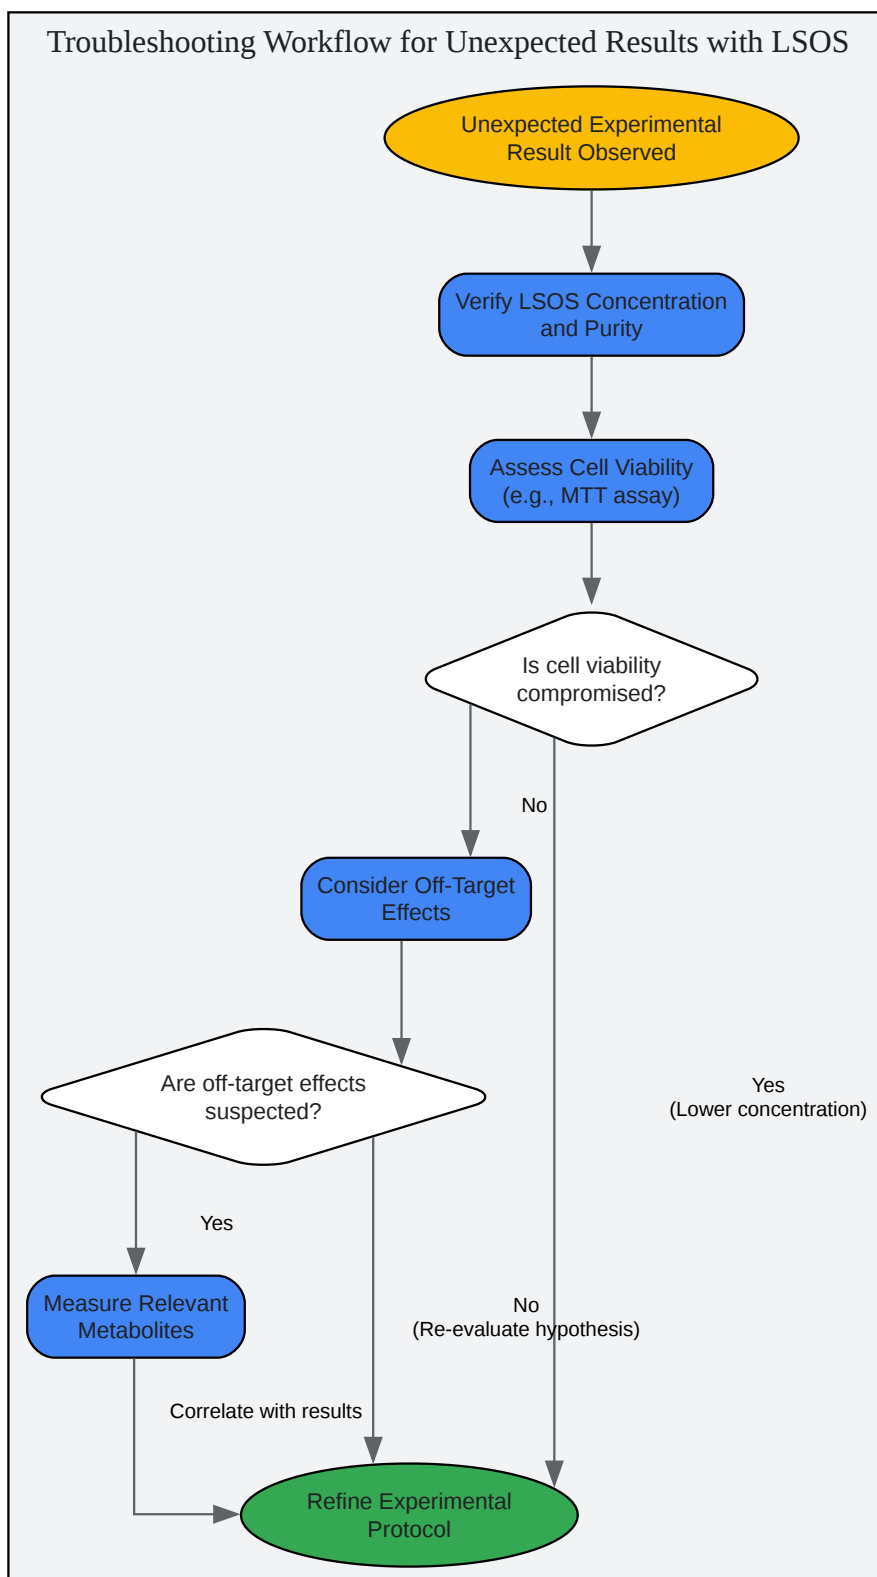 Troubleshooting Workflow for Unexpected Results with LSOS
Unexpected Experimental
Result Observed
Verify LSOS Concentration
and Purity
Assess Cell Viability
(e.g., MTT assay)
Is cell viability
compromised?
No
Consider Off-Target
Effects
Yes
(Lower concentration)
Are off-target effects
suspected?
Yes
No
(Re-evaluate hypothesis)
Measure Relevant
Metabolites
Correlate with results
Refine Experimental
Protocol